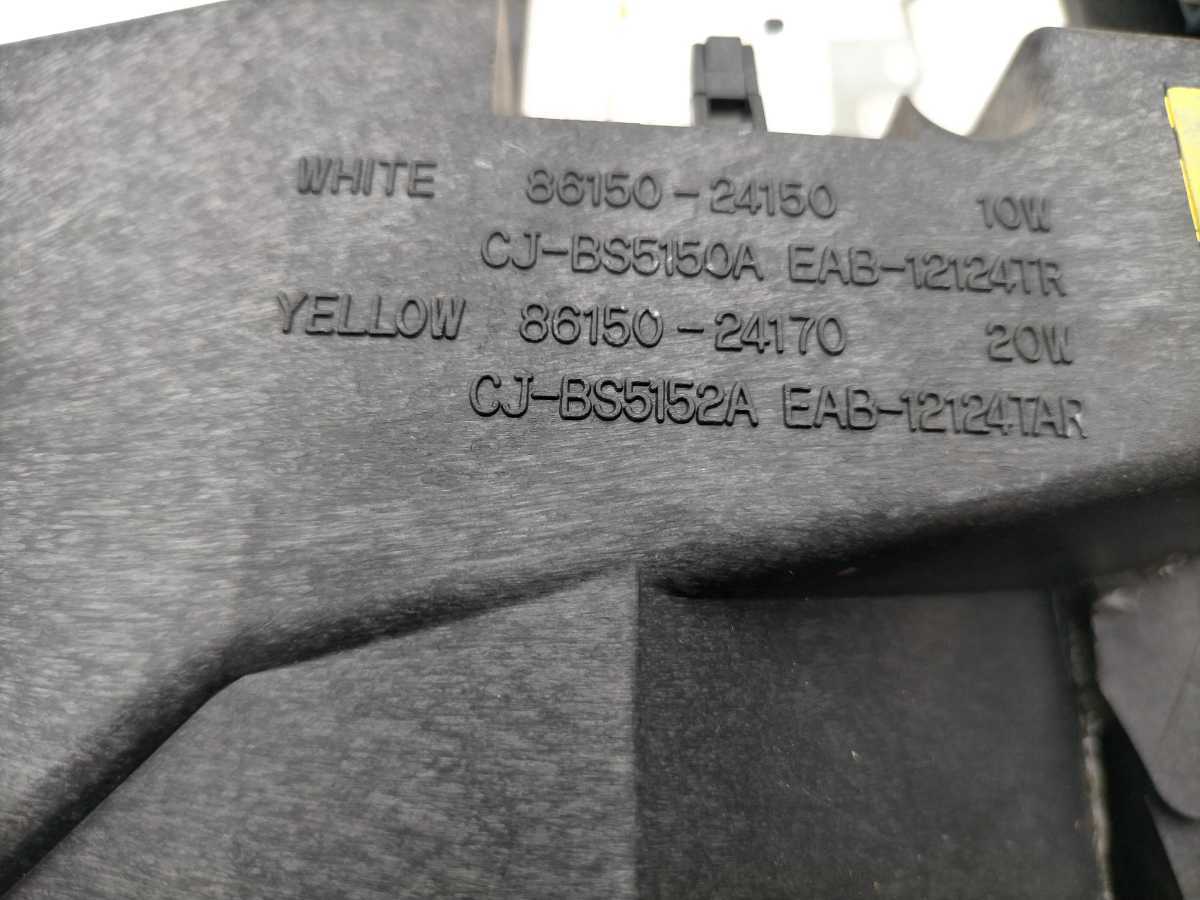 WHITE 86150-24150 10W
CJ-BS5150A EAB-12124TR
YELLOW 86150-24170 20W
CJ-BS5152A EAB-12124TAR